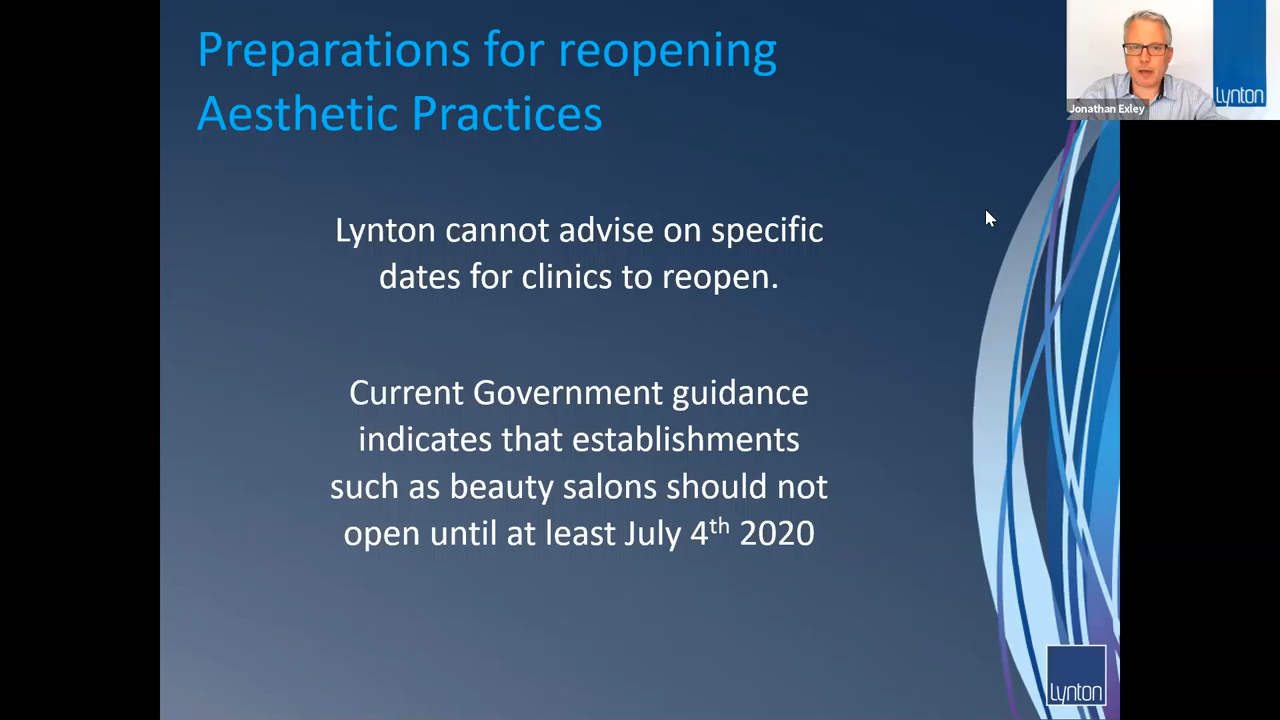 Preparations for reopening
Aesthetic Practices
Lynton
Jonathan Exley
Lynton cannot advise on specific
dates for clinics to reopen.
Current Government guidance
indicates that establishments
such as beauty salons should not
open until at least July 4th 2020
Lynton